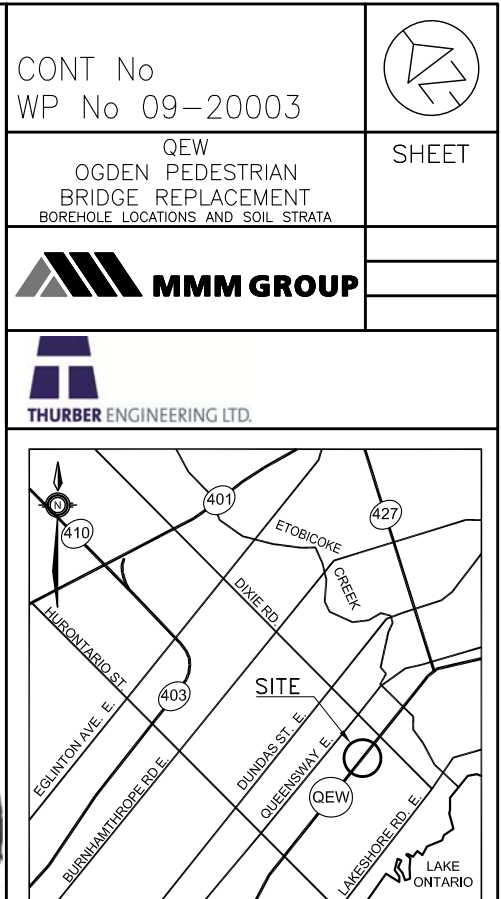 CONT No
WP No 09-20003
QEW
OGDEN PEDESTRIAN
BRIDGE REPLACEMENT
BOREHOLE LOCATIONS AND SOIL STRATA
SHEET
MMM GROUP
THURBER ENGINEERING LTD.
N
410
401
427
ETOBICOKE
CREEK
DIXIE RD.
HURONTARIO ST.
403
SITE
EGLINTON AVE. E.
BURNHAMTHROPE RD E.
DUNDAS ST. E.
QUEENSWAY E.
QEW
LAKESHORE RD. E.
LAKE
ONTARIO